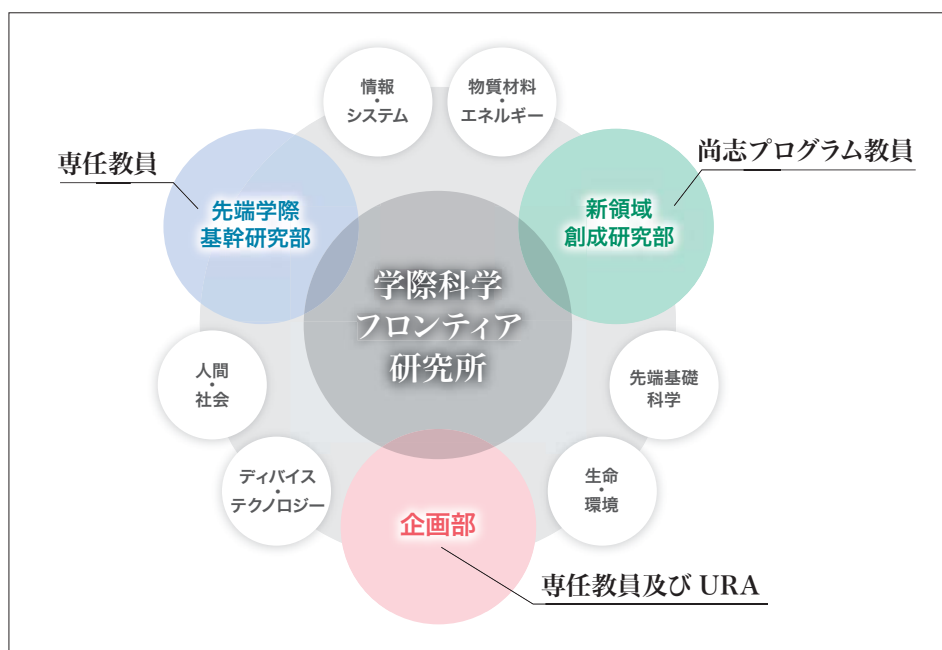 情報
・
システム
物質材料
・
エネルギー
専任教員
尚志プログラム教員
先端学際
基幹研究部
新領域
創成研究部
学際科学
フロンティア
研究所
人間
・
社会
先端基礎
科学
ディバイス
・
テクノロジー
生命
・
環境
企画部
専任教員及び URA